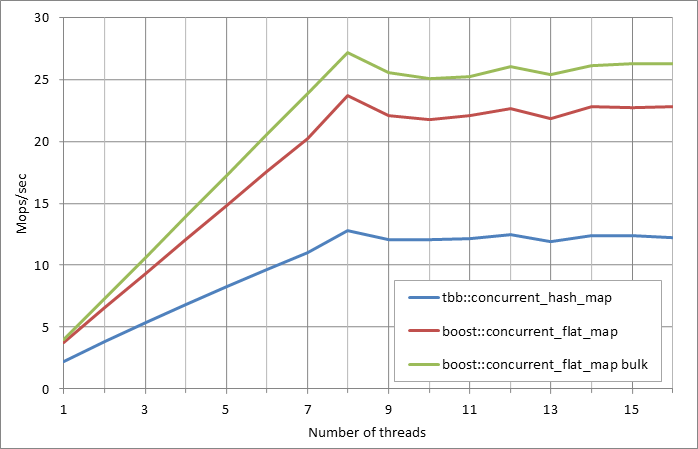 30
25
20
15
10
5
0
Mops/sec
1 3 5 7 9 11 13 15
Number of threads
tbb::concurrent_hash_map
boost::concurrent_flat_map
boost::concurrent_flat_map bulk